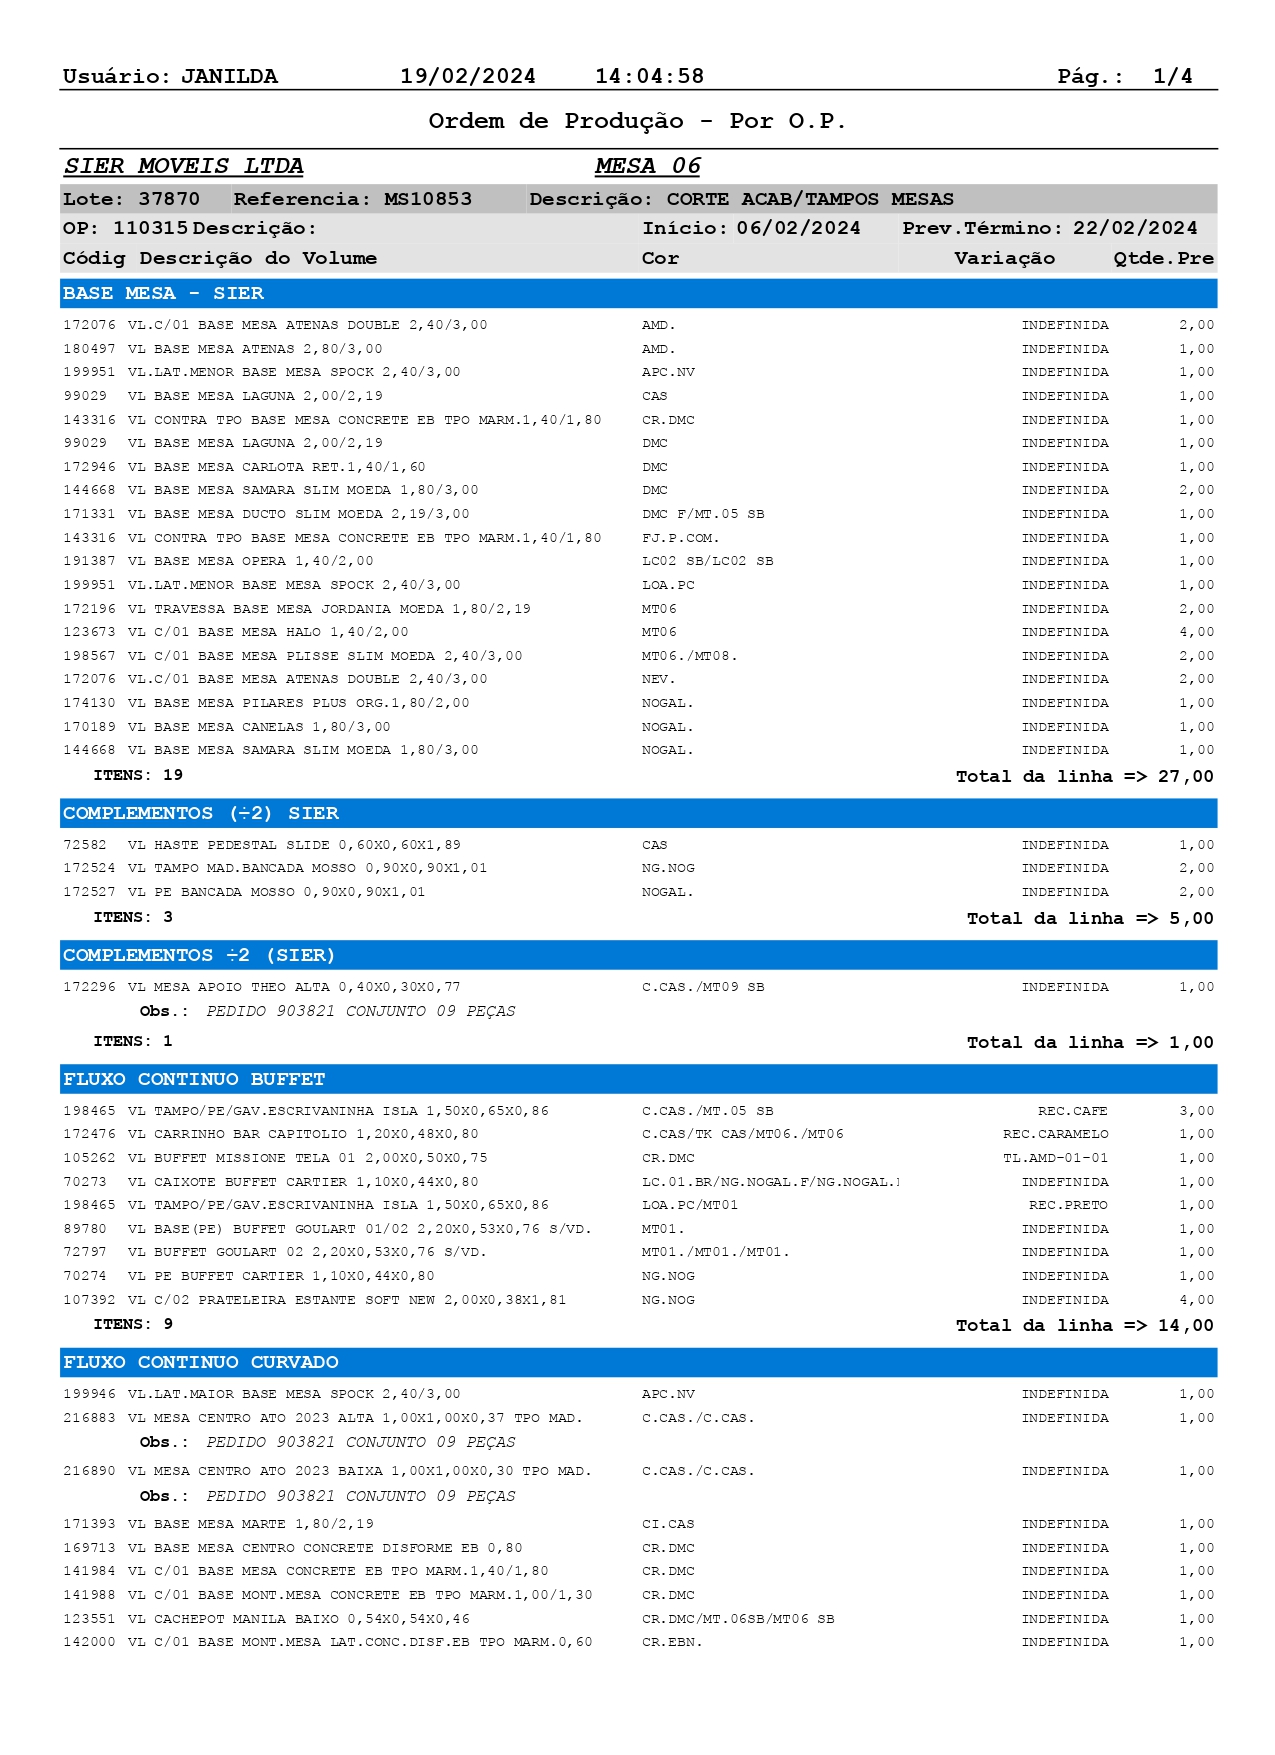 Usuário: JANILDA 19/02/2024 14:04:58 Pág.: 1/4
Ordem de Produção - Por O.P.
SIER MOVEIS LTDA MESA 06
Lote: 37870 Referencia: MS10853 Descrição: CORTE ACAB/TAMPOS MESAS
OP: 110315 Descrição: Início: 06/02/2024 Prev.Término: 22/02/2024
Códig Descrição do Volume Cor Variação Qtde.Pre
BASE MESA - SIER
172076 VL.C/01 BASE MESA ATENAS DOUBLE 2,40/3,00 AMD. INDEFINIDA 2,00
180497 VL BASE MESA ATENAS 2,80/3,00 AMD. INDEFINIDA 1,00
199951 VL.LAT.MENOR BASE MESA SPOCK 2,40/3,00 APC.NV INDEFINIDA 1,00
99029 VL BASE MESA LAGUNA 2,00/2,19 CAS INDEFINIDA 1,00
143316 VL CONTRA TPO BASE MESA CONCRETE EB TPO MARM.1,40/1,80 CR.DMC INDEFINIDA 1,00
99029 VL BASE MESA LAGUNA 2,00/2,19 DMC INDEFINIDA 1,00
172946 VL BASE MESA CARLOTA RET.1,40/1,60 DMC INDEFINIDA 1,00
144668 VL BASE MESA SAMARA SLIM MOEDA 1,80/3,00 DMC INDEFINIDA 2,00
171331 VL BASE MESA DUCTO SLIM MOEDA 2,19/3,00 DMC F/MT.05 SB INDEFINIDA 1,00
143316 VL CONTRA TPO BASE MESA CONCRETE EB TPO MARM.1,40/1,80 FJ.P.COM. INDEFINIDA 1,00
191387 VL BASE MESA OPERA 1,40/2,00 LC02 SB/LC02 SB INDEFINIDA 1,00
199951 VL.LAT.MENOR BASE MESA SPOCK 2,40/3,00 LOA.PC INDEFINIDA 1,00
172196 VL TRAVESSA BASE MESA JORDANIA MOEDA 1,80/2,19 MT06 INDEFINIDA 2,00
123673 VL C/01 BASE MESA HALO 1,40/2,00 MT06 INDEFINIDA 4,00
198567 VL C/01 BASE MESA PLISSE SLIM MOEDA 2,40/3,00 MT06./MT08. INDEFINIDA 2,00
172076 VL.C/01 BASE MESA ATENAS DOUBLE 2,40/3,00 NEV. INDEFINIDA 2,00
174130 VL BASE MESA PILARES PLUS ORG.1,80/2,00 NOGAL. INDEFINIDA 1,00
170189 VL BASE MESA CANELAS 1,80/3,00 NOGAL. INDEFINIDA 1,00
144668 VL BASE MESA SAMARA SLIM MOEDA 1,80/3,00 NOGAL. INDEFINIDA 1,00
ITENS: 19 Total da linha => 27,00
COMPLEMENTOS (÷2) SIER
72582 VL HASTE PEDESTAL SLIDE 0,60X0,60X1,89 CAS INDEFINIDA 1,00
172524 VL TAMPO MAD.BANCADA MOSSO 0,90X0,90X1,01 NG.NOG INDEFINIDA 2,00
172527 VL PE BANCADA MOSSO 0,90X0,90X1,01 NOGAL. INDEFINIDA 2,00
ITENS: 3 Total da linha => 5,00
COMPLEMENTOS ÷2 (SIER)
172296 VL MESA APOIO THEO ALTA 0,40X0,30X0,77 C.CAS./MT09 SB INDEFINIDA 1,00
Obs.: PEDIDO 903821 CONJUNTO 09 PEÇAS
ITENS: 1 Total da linha => 1,00
FLUXO CONTINUO BUFFET
198465 VL TAMPO/PE/GAV.ESCRIVANINHA ISLA 1,50X0,65X0,86 C.CAS./MT.05 SB REC.CAFE 3,00
172476 VL CARRINHO BAR CAPITOLIO 1,20X0,48X0,80 C.CAS/TK CAS/MT06./MT06 REC.CARAMELO 1,00
105262 VL BUFFET MISSIONE TELA 01 2,00X0,50X0,75 CR.DMC TL.AMD-01-01 1,00
70273 VL CAIXOTE BUFFET CARTIER 1,10X0,44X0,80 LC.01.BR/NG.NOGAL.F/NG.NOGAL. INDEFINIDA 1,00
198465 VL TAMPO/PE/GAV.ESCRIVANINHA ISLA 1,50X0,65X0,86 LOA.PC/MT01 REC.PRETO 1,00
89780 VL BASE(PE) BUFFET GOULART 01/02 2,20X0,53X0,76 S/VD. MT01. INDEFINIDA 1,00
72797 VL BUFFET GOULART 02 2,20X0,53X0,76 S/VD. MT01./MT01./MT01. INDEFINIDA 1,00
70274 VL PE BUFFET CARTIER 1,10X0,44X0,80 NG.NOG INDEFINIDA 1,00
107392 VL C/02 PRATELEIRA ESTANTE SOFT NEW 2,00X0,38X1,81 NG.NOG INDEFINIDA 4,00
ITENS: 9 Total da linha => 14,00
FLUXO CONTINUO CURVADO
199946 VL.LAT.MAIOR BASE MESA SPOCK 2,40/3,00 APC.NV INDEFINIDA 1,00
216883 VL MESA CENTRO ATO 2023 ALTA 1,00X1,00X0,37 TPO MAD. C.CAS./C.CAS. INDEFINIDA 1,00
Obs.: PEDIDO 903821 CONJUNTO 09 PEÇAS
216890 VL MESA CENTRO ATO 2023 BAIXA 1,00X1,00X0,30 TPO MAD. C.CAS./C.CAS. INDEFINIDA 1,00
Obs.: PEDIDO 903821 CONJUNTO 09 PEÇAS
171393 VL BASE MESA MARTE 1,80/2,19 CI.CAS INDEFINIDA 1,00
169713 VL BASE MESA CENTRO CONCRETE DISFORME EB 0,80 CR.DMC INDEFINIDA 1,00
141984 VL C/01 BASE MESA CONCRETE EB TPO MARM.1,40/1,80 CR.DMC INDEFINIDA 1,00
141988 VL C/01 BASE MONT.MESA CONCRETE EB TPO MARM.1,00/1,30 CR.DMC INDEFINIDA 1,00
123551 VL CACHEPOT MANILA BAIXO 0,54X0,54X0,46 CR.DMC/MT.06SB/MT06 SB INDEFINIDA 1,00
142000 VL C/01 BASE MONT.MESA LAT.CONC.DISF.EB TPO MARM.0,60 CR.EBN. INDEFINIDA 1,00